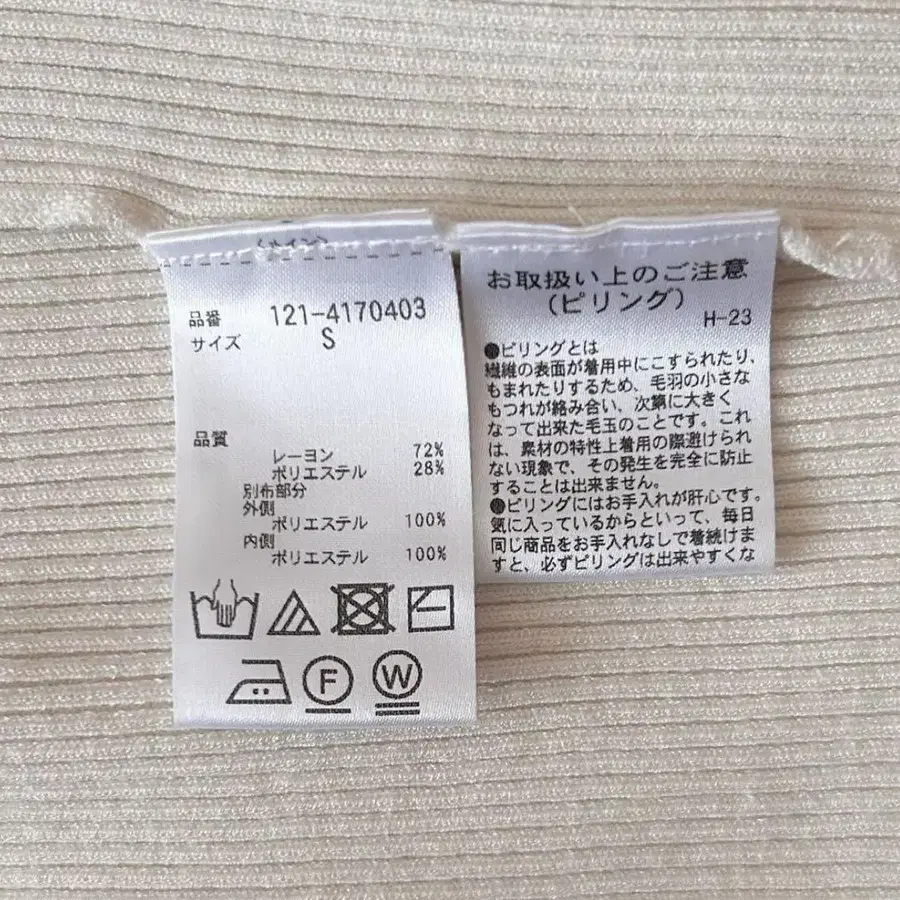 品番 121-4170403
サイズ S
品質
レーヨン 72%
ポリエステル 28%
別布部分
外側
ポリエステル 100%
内側
ポリエステル 100%
F W
お取扱い上のご注意
(ピリング)
H-23
●ピリングとは
繊維の表面が着用中にこすられたり、
もまれたりするため、毛羽の小さな
もつれが絡み合い、次第に大きく
なって出来た毛玉のことです。これ
は、素材の特性上着用の際避けられ
ない現象で、その発生を完全に防止
することは出来ません。
●ピリングにはお手入れが肝心です。
気に入っているからといって、毎日
同じ商品をお手入れなしで着続けま
すと、必ずピリングは出来やすくな